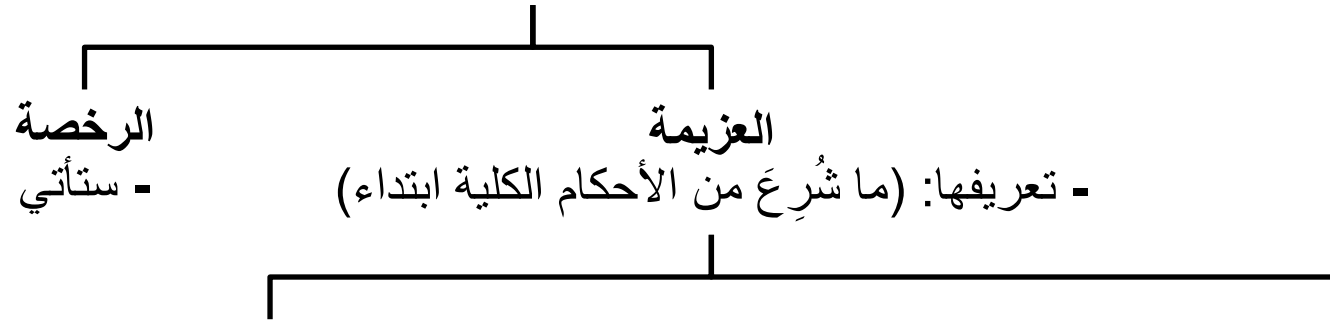 العزيمة
- تعريفها: (ما شُرِعَ من الأحكام الكلية ابتداء)
الرخصة
- ستأتي